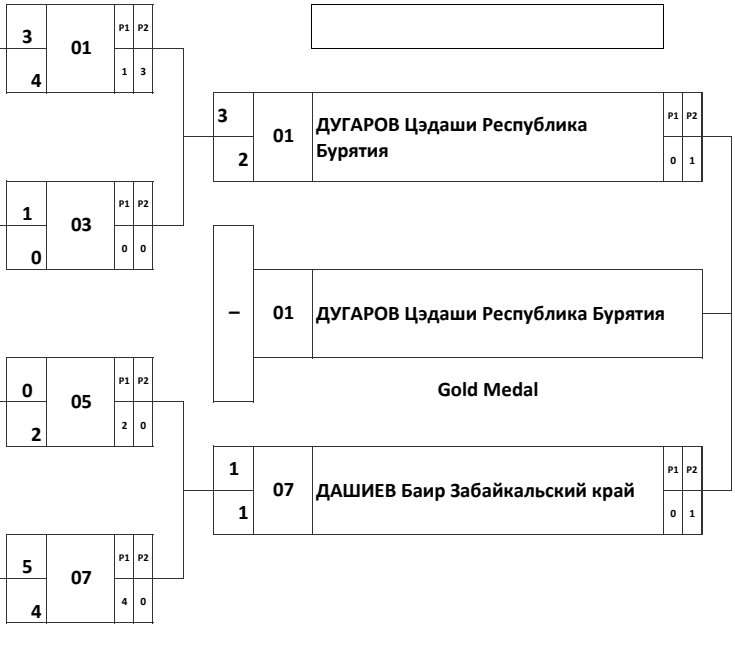 3
4
01
P1 P2
1 3
3
2
01
ДУГАРОВ Цэдаши Республика
Бурятия
P1 P2
0 1
1
0
03
P1 P2
0 0
–
01
ДУГАРОВ Цэдаши Республика Бурятия
Gold Medal
0
2
05
P1 P2
2 0
1
1
07
ДАШИЕВ Баир Забайкальский край
P1 P2
0 1
5
4
07
P1 P2
4 0